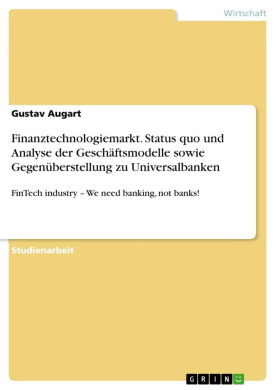 Wirtschaft
Gustav Augart
Finanztechnologiemarkt. Status quo und
Analyse der Geschäftsmodelle sowie
Gegenüberstellung zu Universalbanken
FinTech industry – We need banking, not banks!
Studienarbeit
GRIN